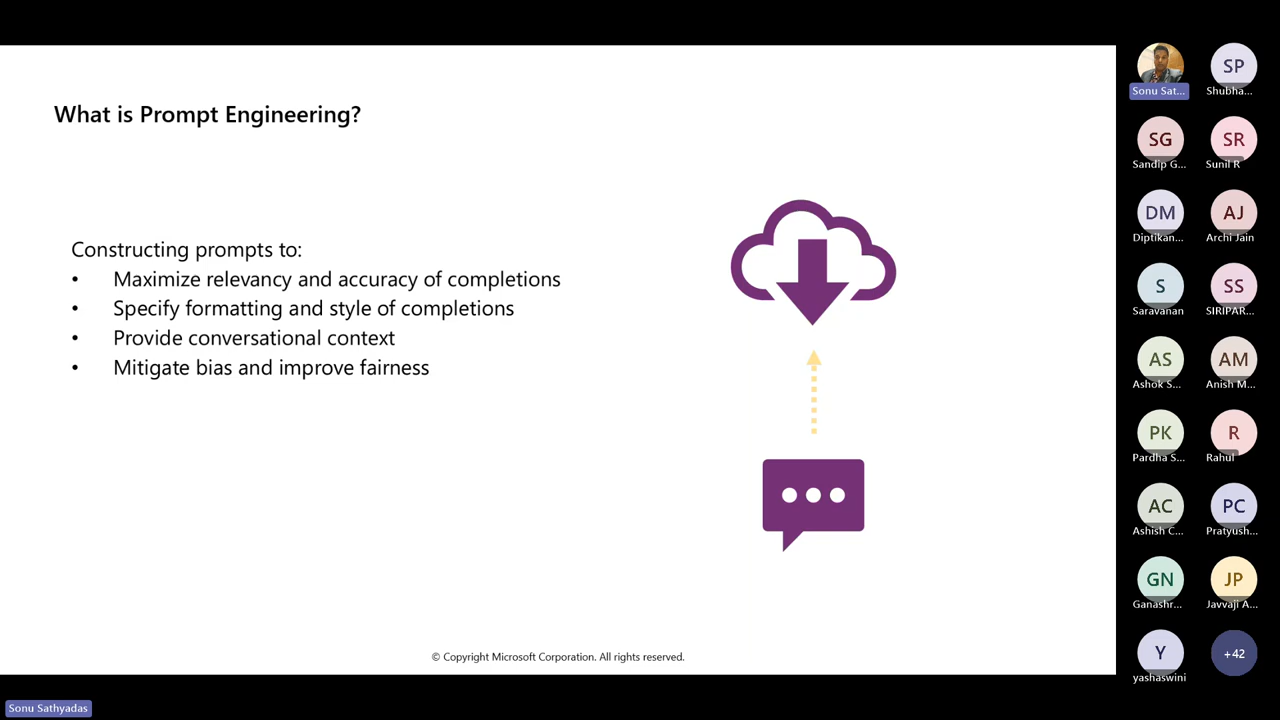 What is Prompt Engineering?
Constructing prompts to:
• Maximize relevancy and accuracy of completions
• Specify formatting and style of completions
• Provide conversational context
• Mitigate bias and improve fairness
© Copyright Microsoft Corporation. All rights reserved.
Sonu Sathyadas
Sonu Sat...
SP
Shubha...
SG
Sandip G...
SR
Sunil R
DM
Diptikan...
AJ
Archi Jain
S
Saravanan
SS
SIRIPAR...
AS
Ashok S...
AM
Anish M...
PK
Pardha S...
R
Rahul
AC
Ashish C...
PC
Pratyush...
GN
Ganashr...
JP
Javvaji A...
Y
yashaswini
+42